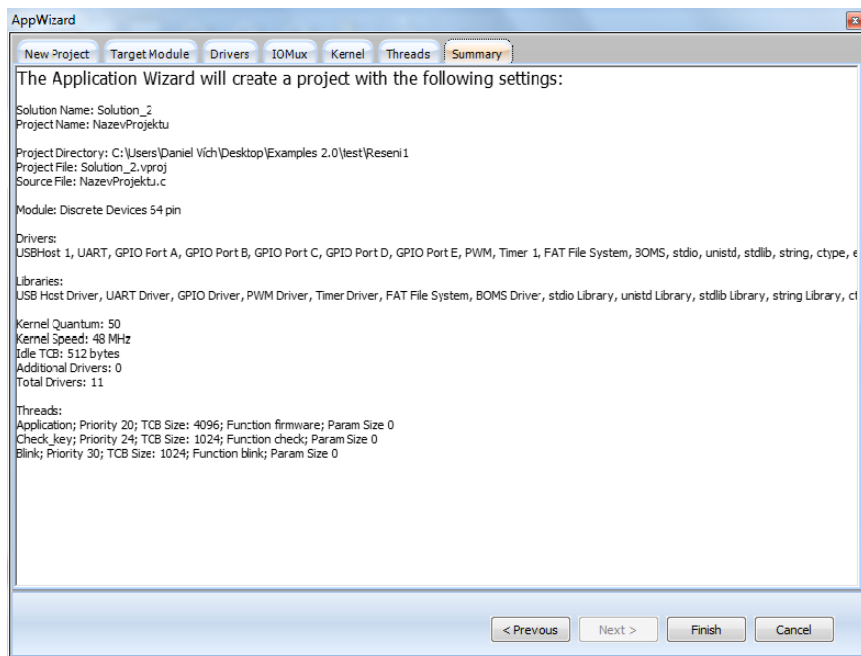 AppWizard
New Project Target Module Drivers IOMux Kernel Threads Summary
The Application Wizard will create a project with the following settings:
Solution Name: Solution_2
Project Name: NazevProjektu
Project Directory: C:\Users\Daniel Vích\Desktop\Examples 2.0\test\Reseni1
Project File: Solution_2.vproj
Source File: NazevProjektu.c
Module: Discrete Devices 64 pin
Drivers:
USBHost 1, UART, GPIO Port A, GPIO Port B, GPIO Port C, GPIO Port D, GPIO Port E, PWM, Timer 1, FAT File System, BOMS, stdio, unistd, stdlib, string, ctype, e
Libraries:
USB Host Driver, UART Driver, GPIO Driver, PWM Driver, Timer Driver, FAT File System, BOMS Driver, stdio Library, unistd Library, stdlib Library, string Library, ct
Kernel Quantum: 50
Kernel Speed: 48 MHz
Idle TCB: 512 bytes
Additional Drivers: 0
Total Drivers: 11
Threads:
Application; Priority 20; TCB Size: 4096; Function firmware; Param Size 0
Check_key; Priority 24; TCB Size: 1024; Function check; Param Size 0
Blink; Priority 30; TCB Size: 1024; Function blink; Param Size 0
< Prevous Next > Finish Cancel